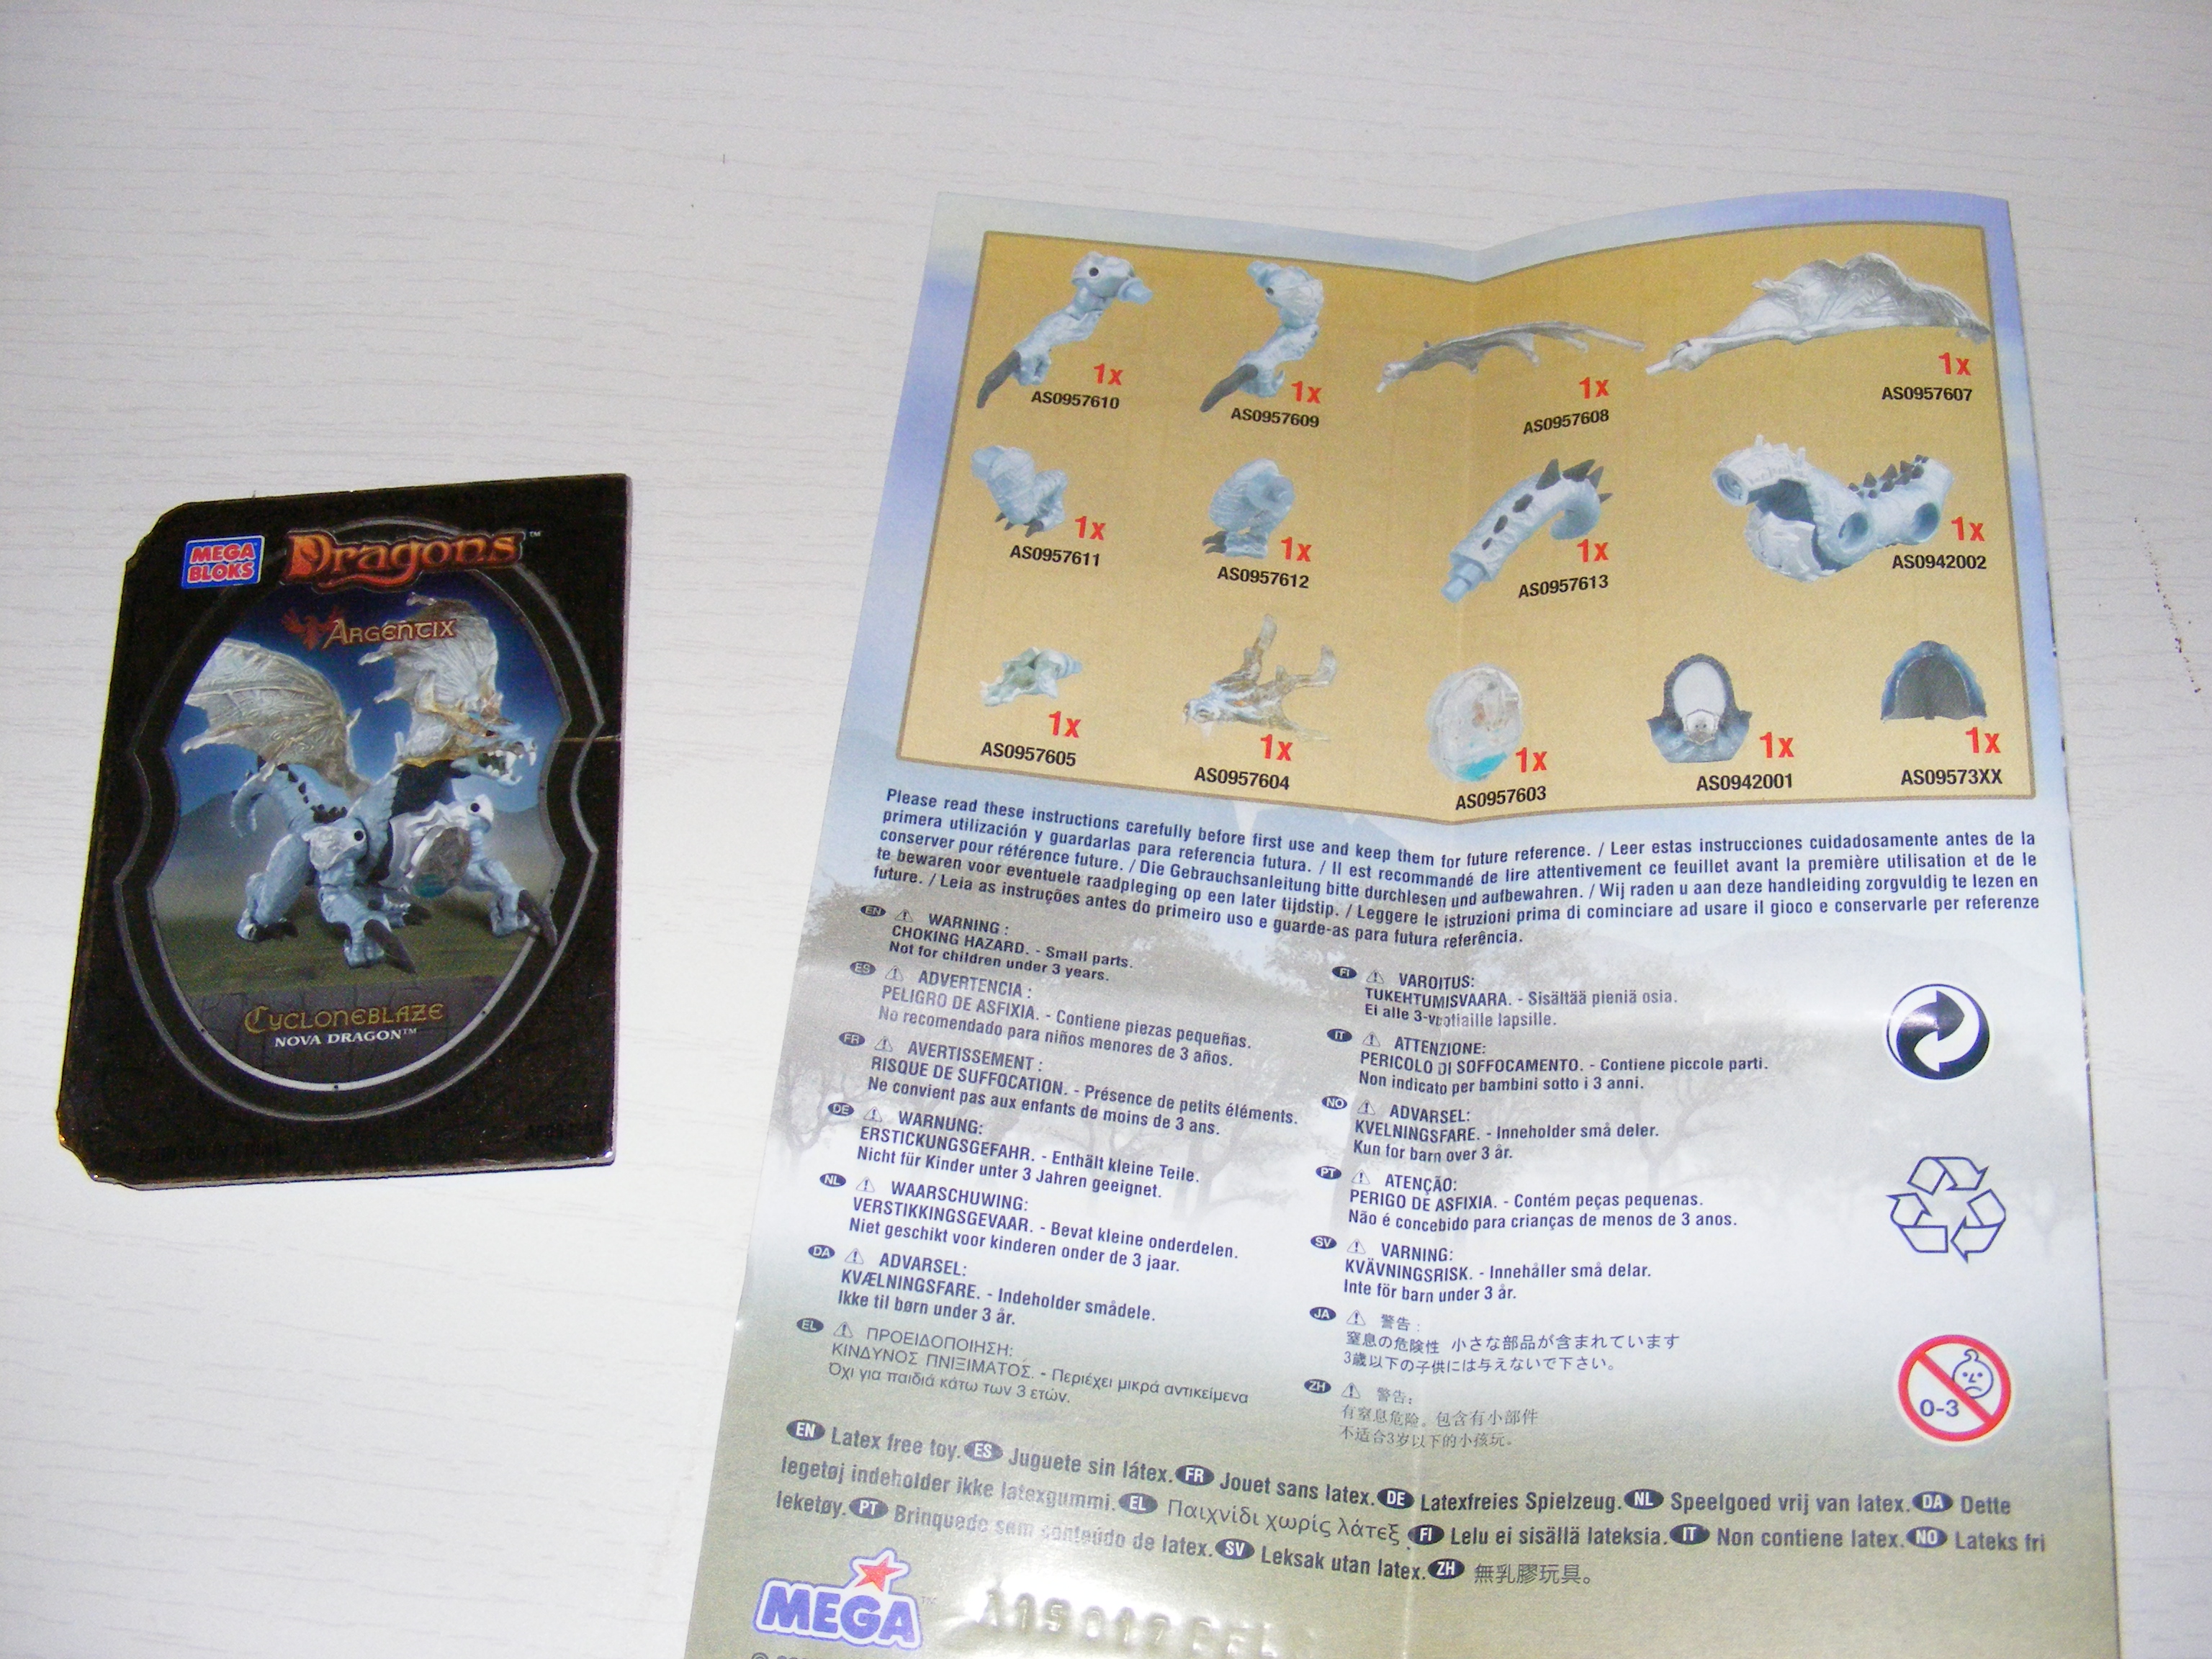 MEGA
BLOKS
Dragons™
ARGENTIX
CYCLONEBLAZE
NOVA DRAGON™
1x
AS0957610
1x
AS0957609
1x
AS0957608
1x
AS0957607
1x
AS0957611
1x
AS0957612
1x
AS0957613
1x
AS0942002
1x
AS0957605
1x
AS0957604
1x
AS0957603
1x
AS0942001
1x
AS09573XX
Please read these instructions carefully before first use and keep them for future reference. / Leer estas instrucciones cuidadosamente antes de la
primera utilización y guardarlas para referencia futura. / Il est recommandé de lire attentivement ce feuillet avant la première utilisation et de le
conserver pour référence future. / Die Gebrauchsanleitung bitte durchlesen und aufbewahren. / Wij raden u aan deze handleiding zorgvuldig te lezen en
te bewaren voor eventuele raadpleging op een later tijdstip. / Leggere le istruzioni prima di cominciare ad usare il gioco e conservarle per referenze
future. / Leia as instruções antes do primeiro uso e guarde-as para futura referência.
EN WARNING :
CHOKING HAZARD. - Small parts.
Not for children under 3 years.
ES ADVERTENCIA :
PELIGRO DE ASFIXIA. - Contiene piezas pequeñas.
No recomendado para niños menores de 3 años.
FR AVERTISSEMENT :
RISQUE DE SUFFOCATION. - Présence de petits éléments.
Ne convient pas aux enfants de moins de 3 ans.
DE WARNUNG:
ERSTICKUNGSGEFAHR. - Enthält kleine Teile.
Nicht für Kinder unter 3 Jahren geeignet.
NL WAARSCHUWING:
VERSTIKKINGSGEVAAR. - Bevat kleine onderdelen.
Niet geschikt voor kinderen onder de 3 jaar.
DA ADVARSEL:
KVÆLNINGSFARE. - Indeholder smådele.
Ikke til børn under 3 år.
EL ΠΡΟΕΙΔΟΠΟΙΗΣΗ:
ΚΙΝΔΥΝΟΣ ΠΝΙΞΙΜΑΤΟΣ. - Περιέχει μικρά αντικείμενα
Όχι για παιδιά κάτω των 3 ετών.
FI VAROITUS:
TUKEHTUMISVAARA. - Sisältää pieniä osia.
Ei alle 3-vuotiaille lapsille.
IT ATTENZIONE:
PERICOLO DI SOFFOCAMENTO. - Contiene piccole parti.
Non indicato per bambini sotto i 3 anni.
NO ADVARSEL:
KVELNINGSFARE. - Inneholder små deler.
Kun for barn over 3 år.
PT ATENÇÃO:
PERIGO DE ASFIXIA. - Contém peças pequenas.
Não é concebido para crianças de menos de 3 anos.
SV VARNING:
KVÄVNINGSRISK. - Innehåller små delar.
Inte för barn under 3 år.
JA 警告：
窒息の危険性 小さな部品が含まれています
3歳以下の子供には与えないで下さい。
ZH 警告：
有窒息危险。包含有小部件
不适合3岁以下的小孩玩。
0-3
EN Latex free toy. ES Juguete sin látex. FR Jouet sans latex. DE Latexfreies Spielzeug. NL Speelgoed vrij van latex. DA Dette
legetøj indeholder ikke latexgummi. EL Παιχνίδι χωρίς λάτεξ. FI Lelu ei sisällä lateksia. IT Non contiene latex. NO Lateks fri
leketøy. PT Brinquedo sem conteúdo de latex. SV Leksak utan latex. ZH 無乳膠玩具。
MEGA™